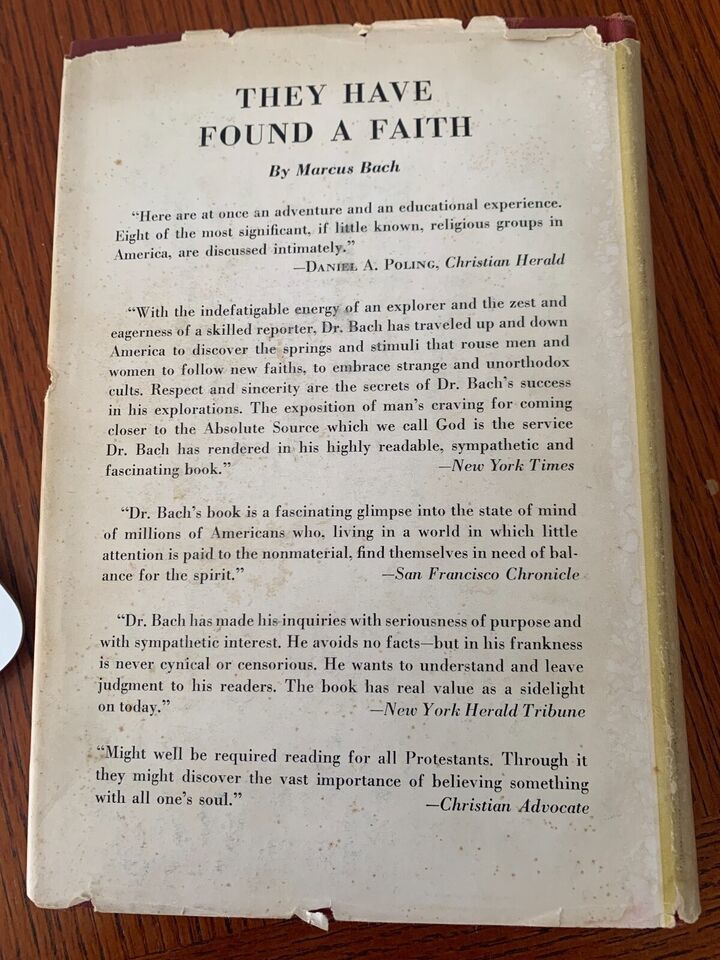 THEY HAVE
FOUND A FAITH
By Marcus Bach
“Here are at once an adventure and an educational experience.
Eight of the most significant, if little known, religious groups in
America, are discussed intimately.”
—DANIEL A. POLING, Christian Herald
“With the indefatigable energy of an explorer and the zest and
eagerness of a skilled reporter, Dr. Bach has traveled up and down
America to discover the springs and stimuli that rouse men and
women to follow new faiths, to embrace strange and unorthodox
cults. Respect and sincerity are the secrets of Dr. Bach’s success
in his explorations. The exposition of man’s craving for coming
closer to the Absolute Source which we call God is the service
Dr. Bach has rendered in his highly readable, sympathetic and
fascinating book.” —New York Times
“Dr. Bach’s book is a fascinating glimpse into the state of mind
of millions of Americans who, living in a world in which little
attention is paid to the nonmaterial, find themselves in need of bal-
ance for the spirit.” —San Francisco Chronicle
“Dr. Bach has made his inquiries with seriousness of purpose and
with sympathetic interest. He avoids no facts—but in his frankness
is never cynical or censorious. He wants to understand and leave
judgment to his readers. The book has real value as a sidelight
on today.” —New York Herald Tribune
“Might well be required reading for all Protestants. Through it
they might discover the vast importance of believing something
with all one’s soul.” —Christian Advocate